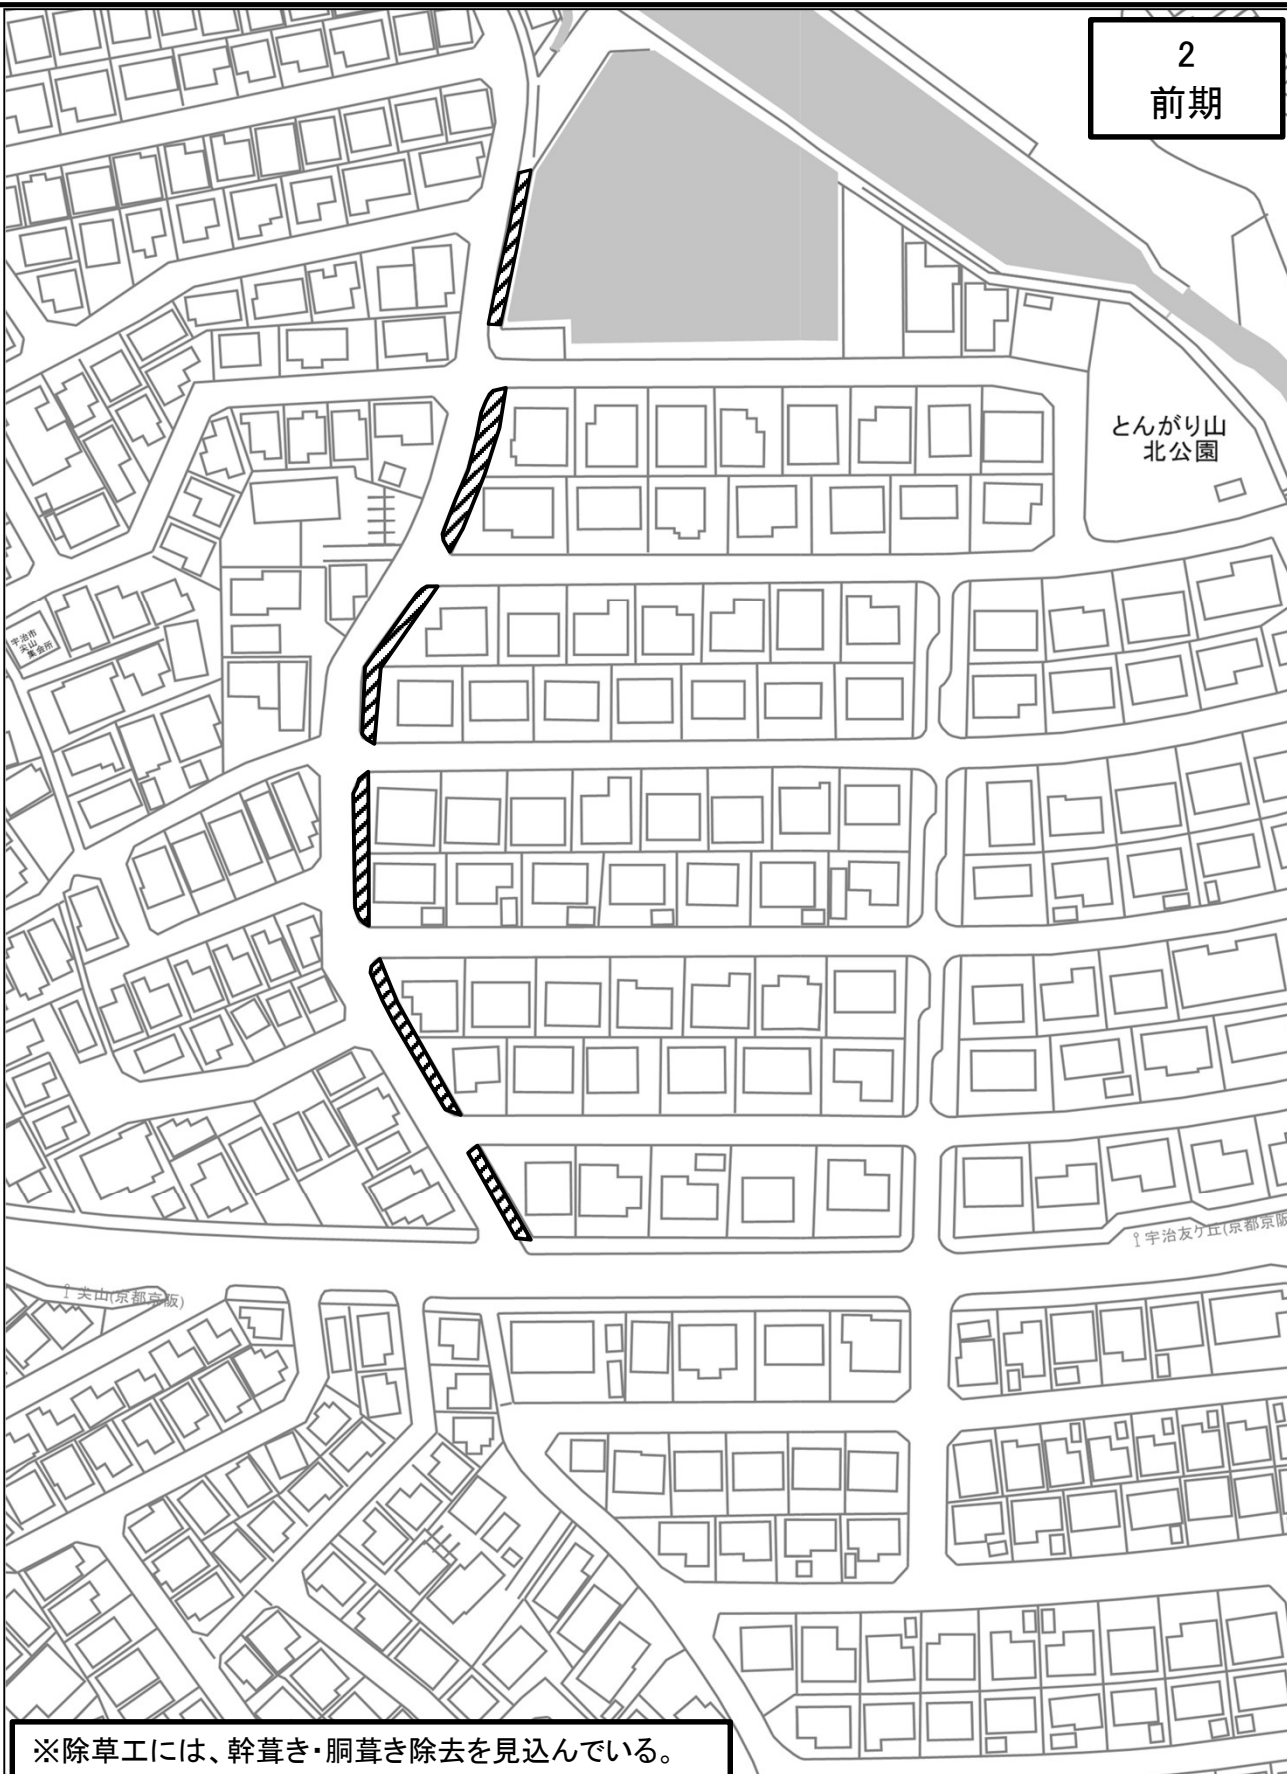 2
前期
とんがり山
北公園
宇治市
尖山
集会所
宇治友ケ丘(京都京阪
尖山(京都京阪)
※除草工には、幹葺き・胴葺き除去を見込んでいる。